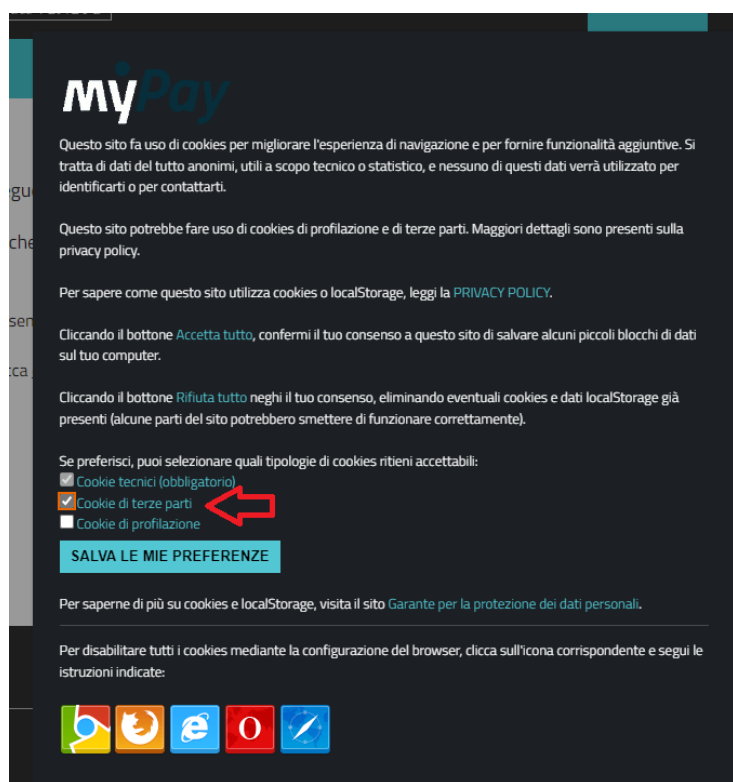 myPay
Questo sito fa uso di cookies per migliorare l'esperienza di navigazione e per fornire funzionalità aggiuntive. Si
tratta di dati del tutto anonimi, utili a scopo tecnico o statistico, e nessuno di questi dati verrà utilizzato per
identificarti o per contattarti.
Questo sito potrebbe fare uso di cookies di profilazione e di terze parti. Maggiori dettagli sono presenti sulla
privacy policy.
Per sapere come questo sito utilizza cookies o localStorage, leggi la PRIVACY POLICY.
Cliccando il bottone Accetta tutto, confermi il tuo consenso a questo sito di salvare alcuni piccoli blocchi di dati
sul tuo computer.
Cliccando il bottone Rifiuta tutto neghi il tuo consenso, eliminando eventuali cookies e dati localStorage già
presenti (alcune parti del sito potrebbero smettere di funzionare correttamente).
Se preferisci, puoi selezionare quali tipologie di cookies ritieni accettabili:
Cookie tecnici (obbligatorio)
Cookie di terze parti
Cookie di profilazione
SALVA LE MIE PREFERENZE
Per saperne di più su cookies e localStorage, visita il sito Garante per la protezione dei dati personali.
Per disabilitare tutti i cookies mediante la configurazione del browser, clicca sull'icona corrispondente e segui le
istruzioni indicate: